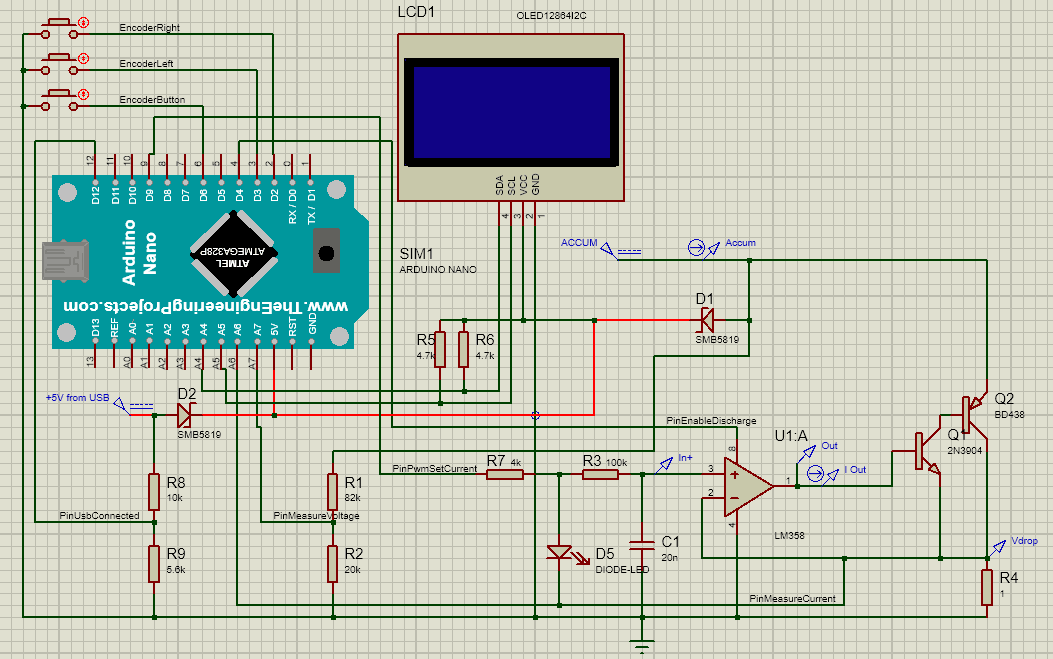 LCD1
OLED12864I2C
EncoderRight
EncoderLeft
EncoderButton
12
11
10
9
8
7
6
5
4
3
2
0
1
D12
D11
D10
D9
D8
D7
D6
D5
D4
D3
D2
RX / D0
TX / D1
SDA
SCL
VCC
GND
4
3
2
1
Arduino
Nano
ATMEL
ATMEGA328P
www.TheEngineeringProjects.com
SIM1
ARDUINO NANO
ACCUM
Accum
D13
REF
A0
A1
A2
A3
A4
A5
A6
A7
5V
RST
GND
13
A0
A1
A2
A3
A4
A5
A6
A7
D1
SMB5819
R5
4.7k
R6
4.7k
+5V from USB
D2
SMB5819
Q2
BD438
Q1
2N3904
PinEnableDischarge
U1:A
Out
I Out
PinPwmSetCurrent
R7
4k
R3
100k
In+
8
3
2
1
4
LM358
R8
10k
R1
82k
PinUsbConnected
PinMeasureVoltage
R9
5.6k
R2
20k
D5
DIODE-LED
C1
20n
Vdrop
R4
1
PinMeasureCurrent